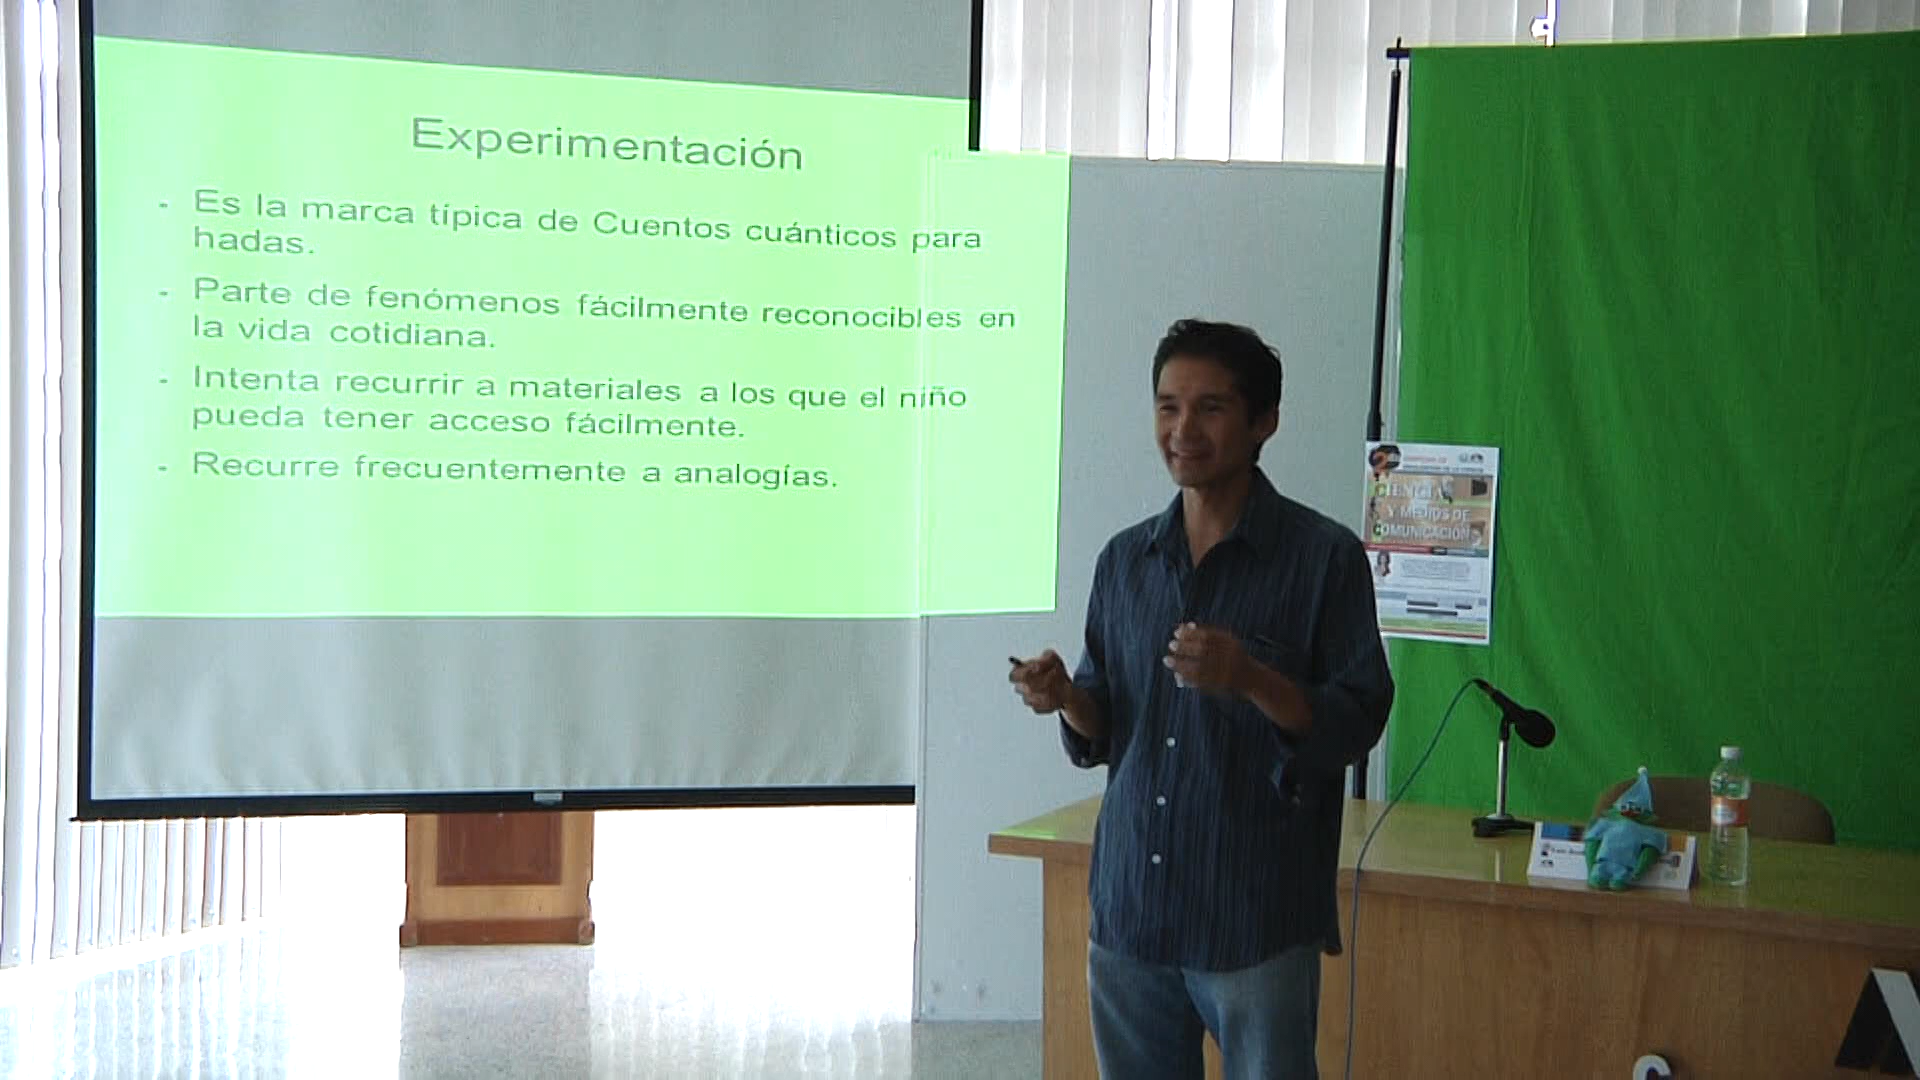 Experimentación
- Es la marca típica de Cuentos cuánticos para
hadas.
- Parte de fenómenos fácilmente reconocibles en
la vida cotidiana.
- Intenta recurrir a materiales a los que el niño
pueda tener acceso fácilmente.
- Recurre frecuentemente a analogías.
CIENCIA
Y MEDIOS DE
COMUNICACIÓN